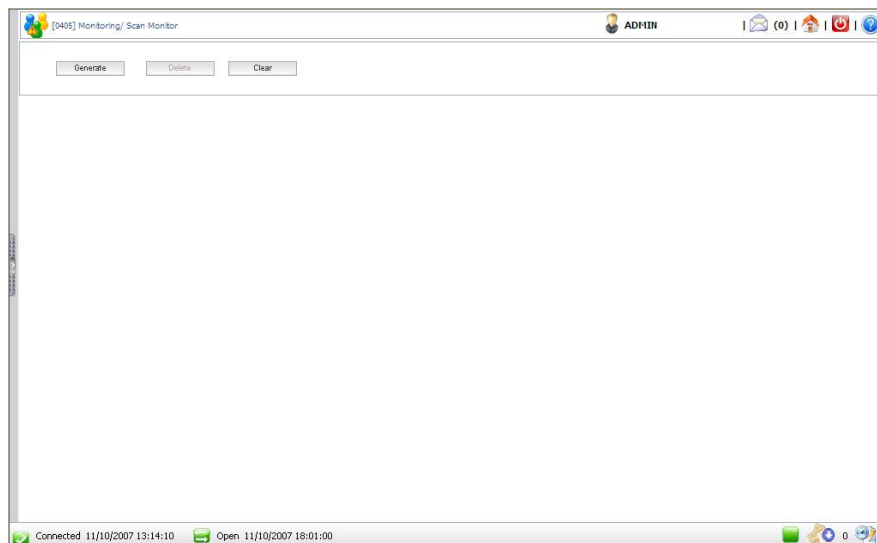 [0405] Monitoring/ Scan Monitor
ADMIN
| (0) | | |
Generate Delete Clear
Connected 11/10/2007 13:14:10 Open 11/10/2007 18:01:00
0